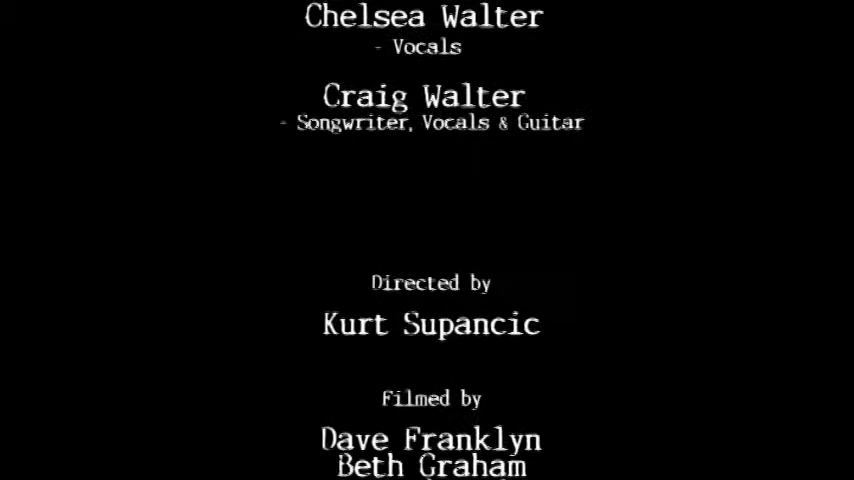 Chelsea Walter
- Vocals
Craig Walter
- Songwriter, Vocals & Guitar
Directed by
Kurt Supancic
Filmed by
Dave Franklyn
Beth Graham